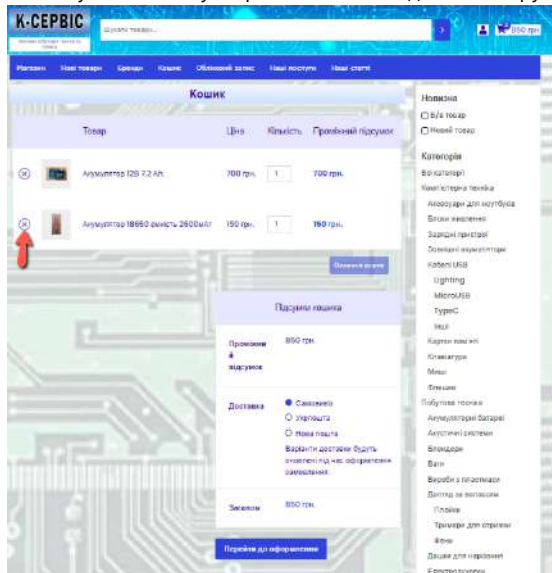 К-СЕРВІС
Шукати товари...
850 грн
Магазин Нові товари Бренди Кошик Обліковий запис Наші послуги Наші статті
Кошик
Товар Ціна Кількість Проміжний підсумок
Акумулятор 12В 7.2 Ah 700 грн. 1 700 грн.
Акумулятор 18650 ємність 2600мАг 150 грн. 1 150 грн.
Оновити кошик
Підсумки кошика
Проміжни
й
підсумок
850 грн.
Доставка
Самовивіз
Укрпошта
Нова пошта
Варіанти доставки будуть
оновлені під час оформлення
замовлення.
Загалом 850 грн.
Перейти до оформлення
Новизна
Б/в товар
Новий товар
Категорія
Всі категорії
Комп'ютерна техніка
Аксесуари для ноутбуків
Блоки живлення
Зарядні пристрої
Зовнішні акумулятори
Кабелі USB
Lighting
MicroUSB
TypeC
Інші
Картки пам'яті
Клавіатури
Миші
Флешки
Побутова техніка
Акумуляторні батареї
Акустичні системи
Блендери
Ваги
Вироби з пластмаси
Догляд за волоссям
Плойки
Тримери для стрижки
Фени
Дошки для нарізання